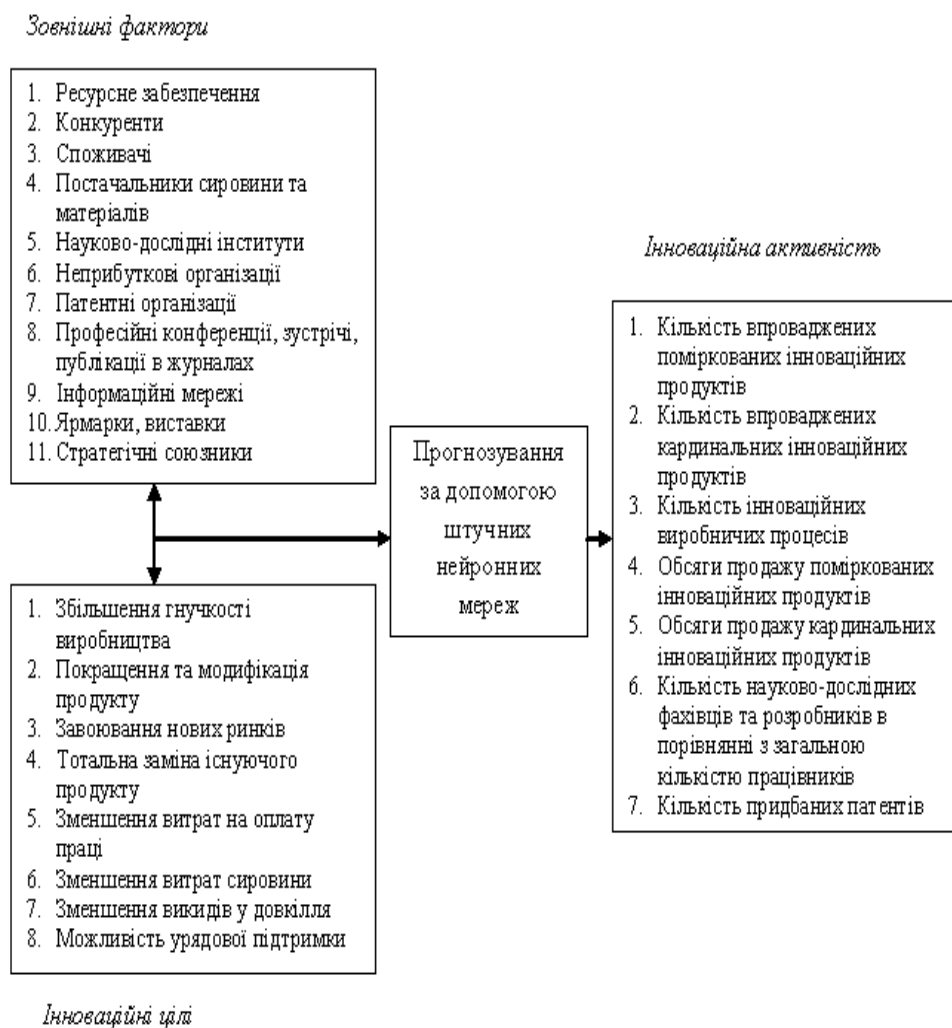 Зовнішні фактори
1. Ресурсне забезпечення
2. Конкуренти
3. Споживачі
4. Постачальники сировини та
матеріалів
5. Науково-дослідні інститути
6. Неприбуткові організації
7. Патентні організації
8. Професійні конференції, зустрічі,
публікації в журналах
9. Інформаційні мережі
10. Ярмарки, виставки
11. Стратегічні союзники
1. Збільшення гнучкості
виробництва
2. Покращення та модифікація
продукту
3. Завоювання нових ринків
4. Тотальна заміна існуючого
продукту
5. Зменшення витрат на оплату
праці
6. Зменшення витрат сировини
7. Зменшення викидів у довкілля
8. Можливість урядової підтримки
Інноваційні цілі
Прогнозування
за допомогою
штучних
нейронних
мереж
Інноваційна активність
1. Кількість впроваджених
поміркованих інноваційних
продуктів
2. Кількість впроваджених
кардинальних інноваційних
продуктів
3. Кількість інноваційних
виробничих процесів
4. Обсяги продажу поміркованих
інноваційних продуктів
5. Обсяги продажу кардинальних
інноваційних продуктів
6. Кількість науково-дослідних
фахівців та розробників в
порівнянні з загальною
кількістю працівників
7. Кількість придбаних патентів